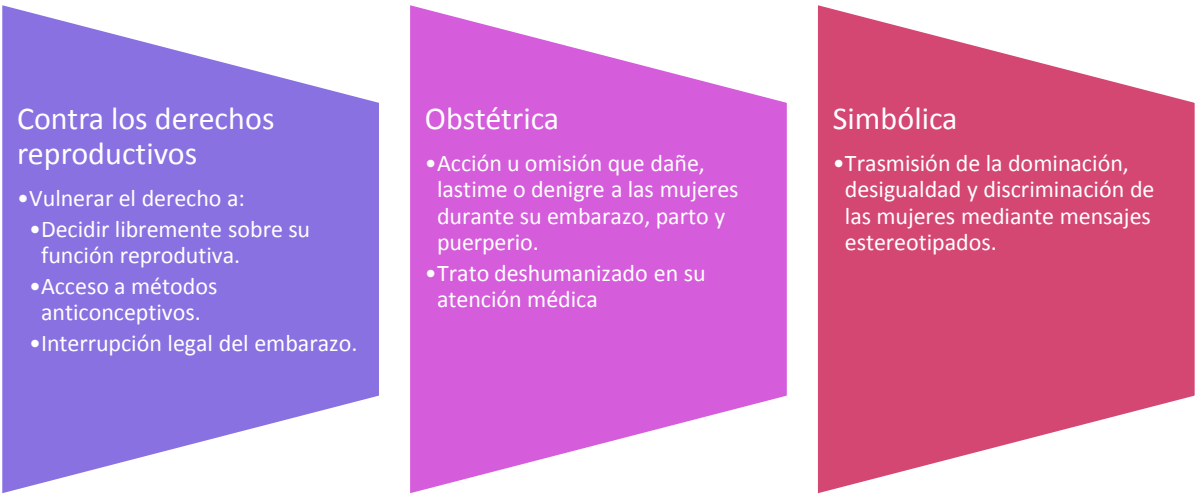 Contra los derechos
reproductivos
•Vulnerar el derecho a:
•Decidir libremente sobre su
función reprodutiva.
•Acceso a métodos
anticonceptivos.
•Interrupción legal del embarazo.
Obstétrica
•Acción u omisión que dañe,
lastime o denigre a las mujeres
durante su embarazo, parto y
puerperio.
•Trato deshumanizado en su
atención médica
Simbólica
•Trasmisión de la dominación,
desigualdad y discriminación de
las mujeres mediante mensajes
estereotipados.